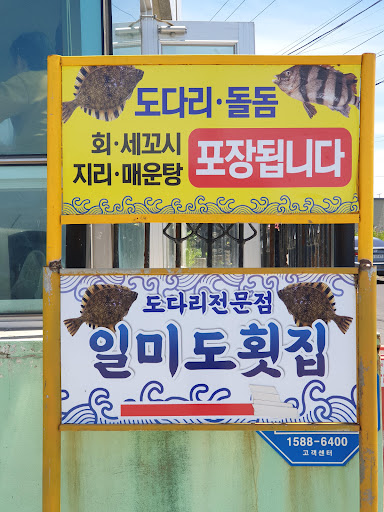 도다리·돌돔
회·세꼬시
지리·매운탕
포장됩니다
도다리전문점
일미도횟집
1588-6400
고객센터